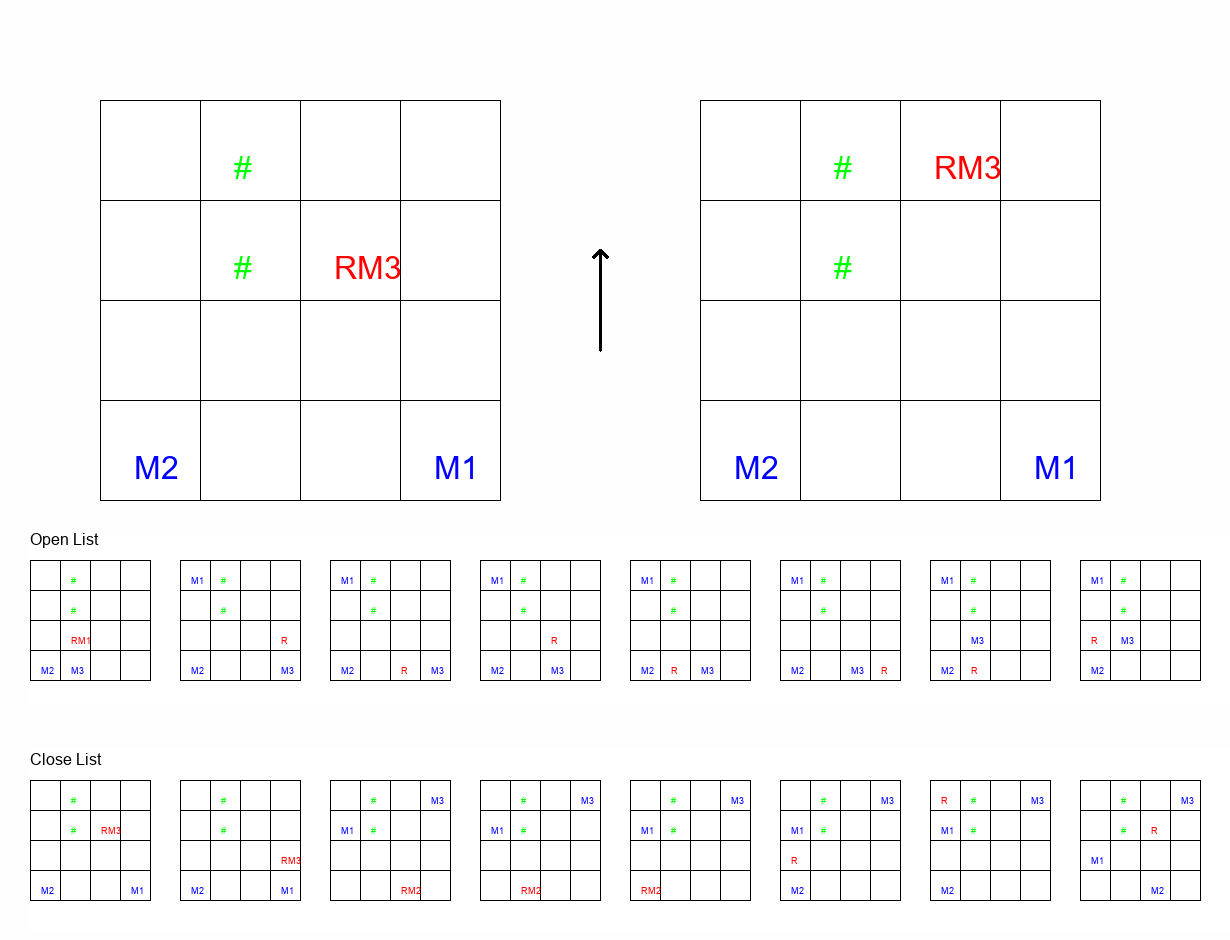 # # RM3
# RM3 #
M2 M1 M2 M1
Open List
# M1 # M1 # M1 # M1 # M1 # M1 # M1 #
# # # # # # # #
RM1 R R M3 R M3
M2 M3 M2 M3 M2 R M3 M2 M3 M2 R M3 M2 M3 R M2 R M2
Close List
# # # M3 # M3 # M3 # M3 R # M3 # M3
# RM3 # M1 # M1 # M1 # M1 # M1 # # R
RM3 R M1
M2 M1 M2 M1 RM2 RM2 RM2 M2 M2 M2